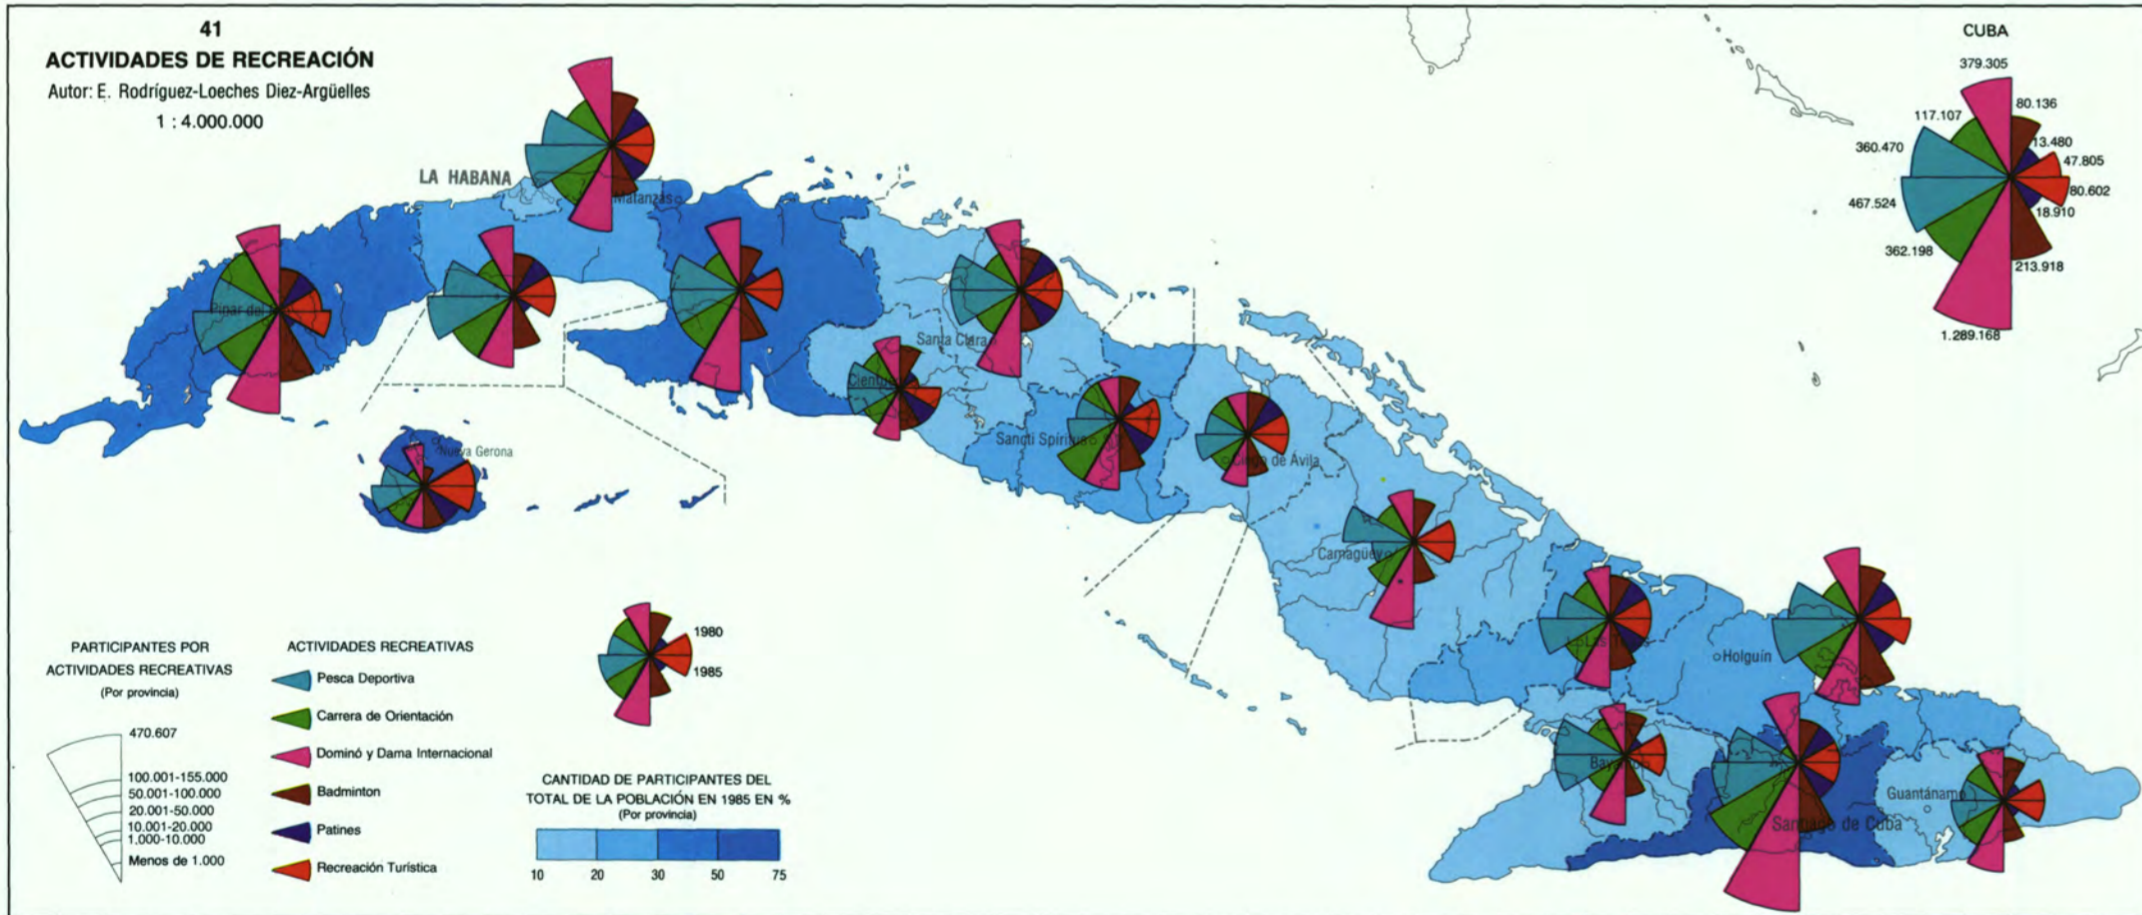 41
ACTIVIDADES DE RECREACIÓN
Autor: E. Rodríguez-Loeches Diez-Argüelles
1 : 4.000.000
CUBA
379.305
80.136
117.107
13.480
360.470
47.805
80.602
467.524
18.910
362.198
213.918
1.289.168
LA HABANA
Matanzas
Pinar del
Santa Clara
Nueva Gerona
Sancti Spíritus
Ciego de Ávila
Camagüey
Holguín
Guantánamo
Santiago de Cuba
PARTICIPANTES POR
ACTIVIDADES RECREATIVAS
(Por provincia)
470.607
100.001-155.000
50.001-100.000
20.001-50.000
10.001-20.000
1.000-10.000
Menos de 1.000
ACTIVIDADES RECREATIVAS
Pesca Deportiva
Carrera de Orientación
Dominó y Dama Internacional
Badminton
Patines
Recreación Turística
1980
1985
CANTIDAD DE PARTICIPANTES DEL
TOTAL DE LA POBLACIÓN EN 1985 EN %
(Por provincia)
10 20 30 50 75